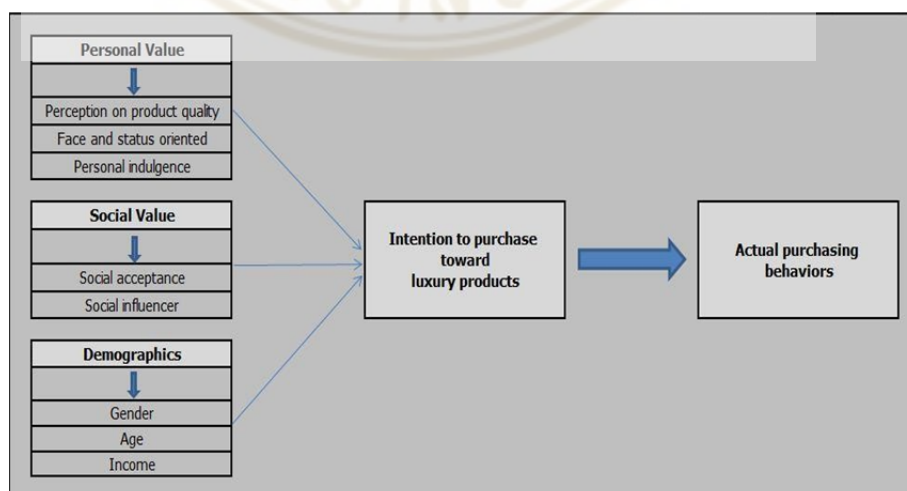 Personal Value
Perception on product quality
Face and status oriented
Personal indulgence
Social Value
Social acceptance
Social influencer
Demographics
Gender
Age
Income
Intention to purchase
toward
luxury products
Actual purchasing
behaviors